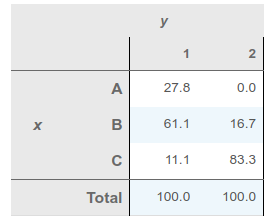 y
1 2
A 27.8 0.0
x B 61.1 16.7
C 11.1 83.3
Total 100.0 100.0